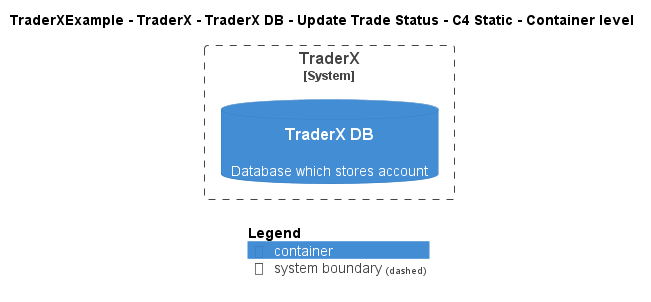 TraderXExample - TraderX - TraderX DB - Update Trade Status - C4 Static - Container level
TraderX
[System]
TraderX DB
Database which stores account
Legend
container
system boundary (dashed)